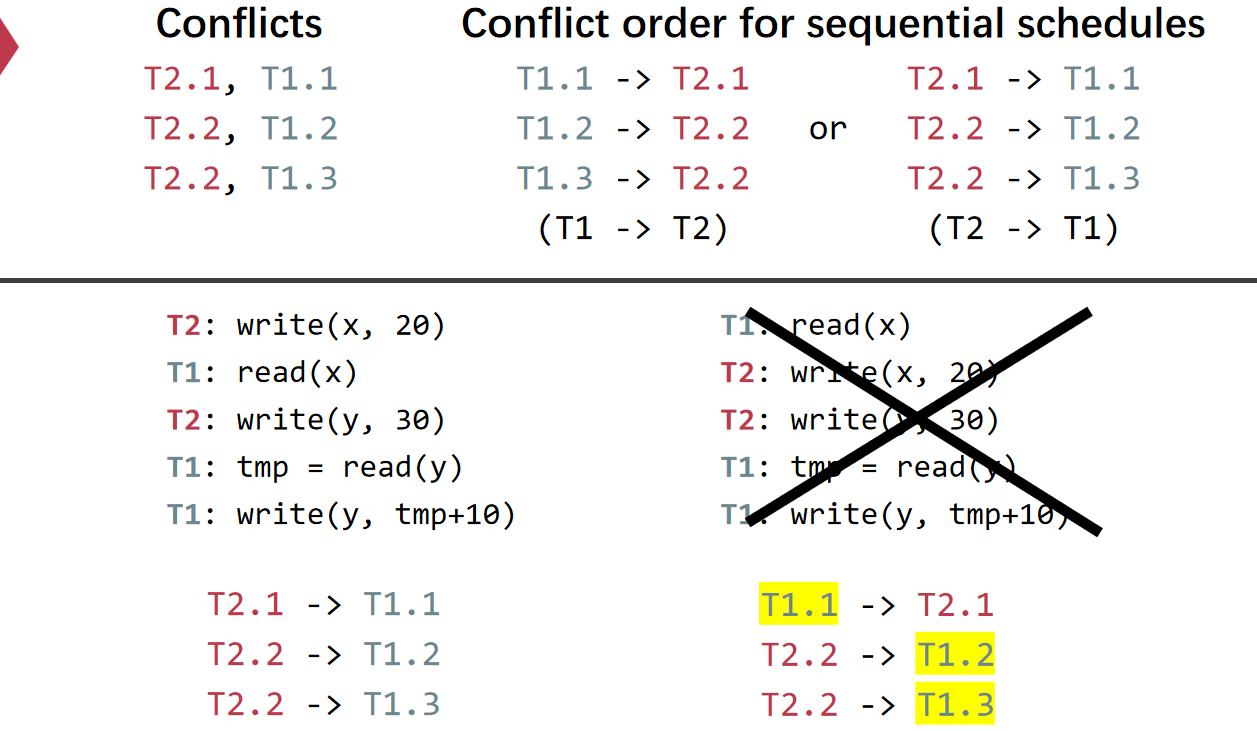 Conflicts
Conflict order for sequential schedules
T2.1, T1.1
T2.2, T1.2
T2.2, T1.3
T1.1 -> T2.1
T1.2 -> T2.2
T1.3 -> T2.2
(T1 -> T2)
or
T2.1 -> T1.1
T2.2 -> T1.2
T2.2 -> T1.3
(T2 -> T1)
T2: write(x, 20)
T1: read(x)
T2: write(y, 30)
T1: tmp = read(y)
T1: write(y, tmp+10)
T2.1 -> T1.1
T2.2 -> T1.2
T2.2 -> T1.3
T1: read(x)
T2: write(x, 20)
T2: write(y, 30)
T1: tmp = read(y)
T1: write(y, tmp+10)
T1.1 -> T2.1
T2.2 -> T1.2
T2.2 -> T1.3